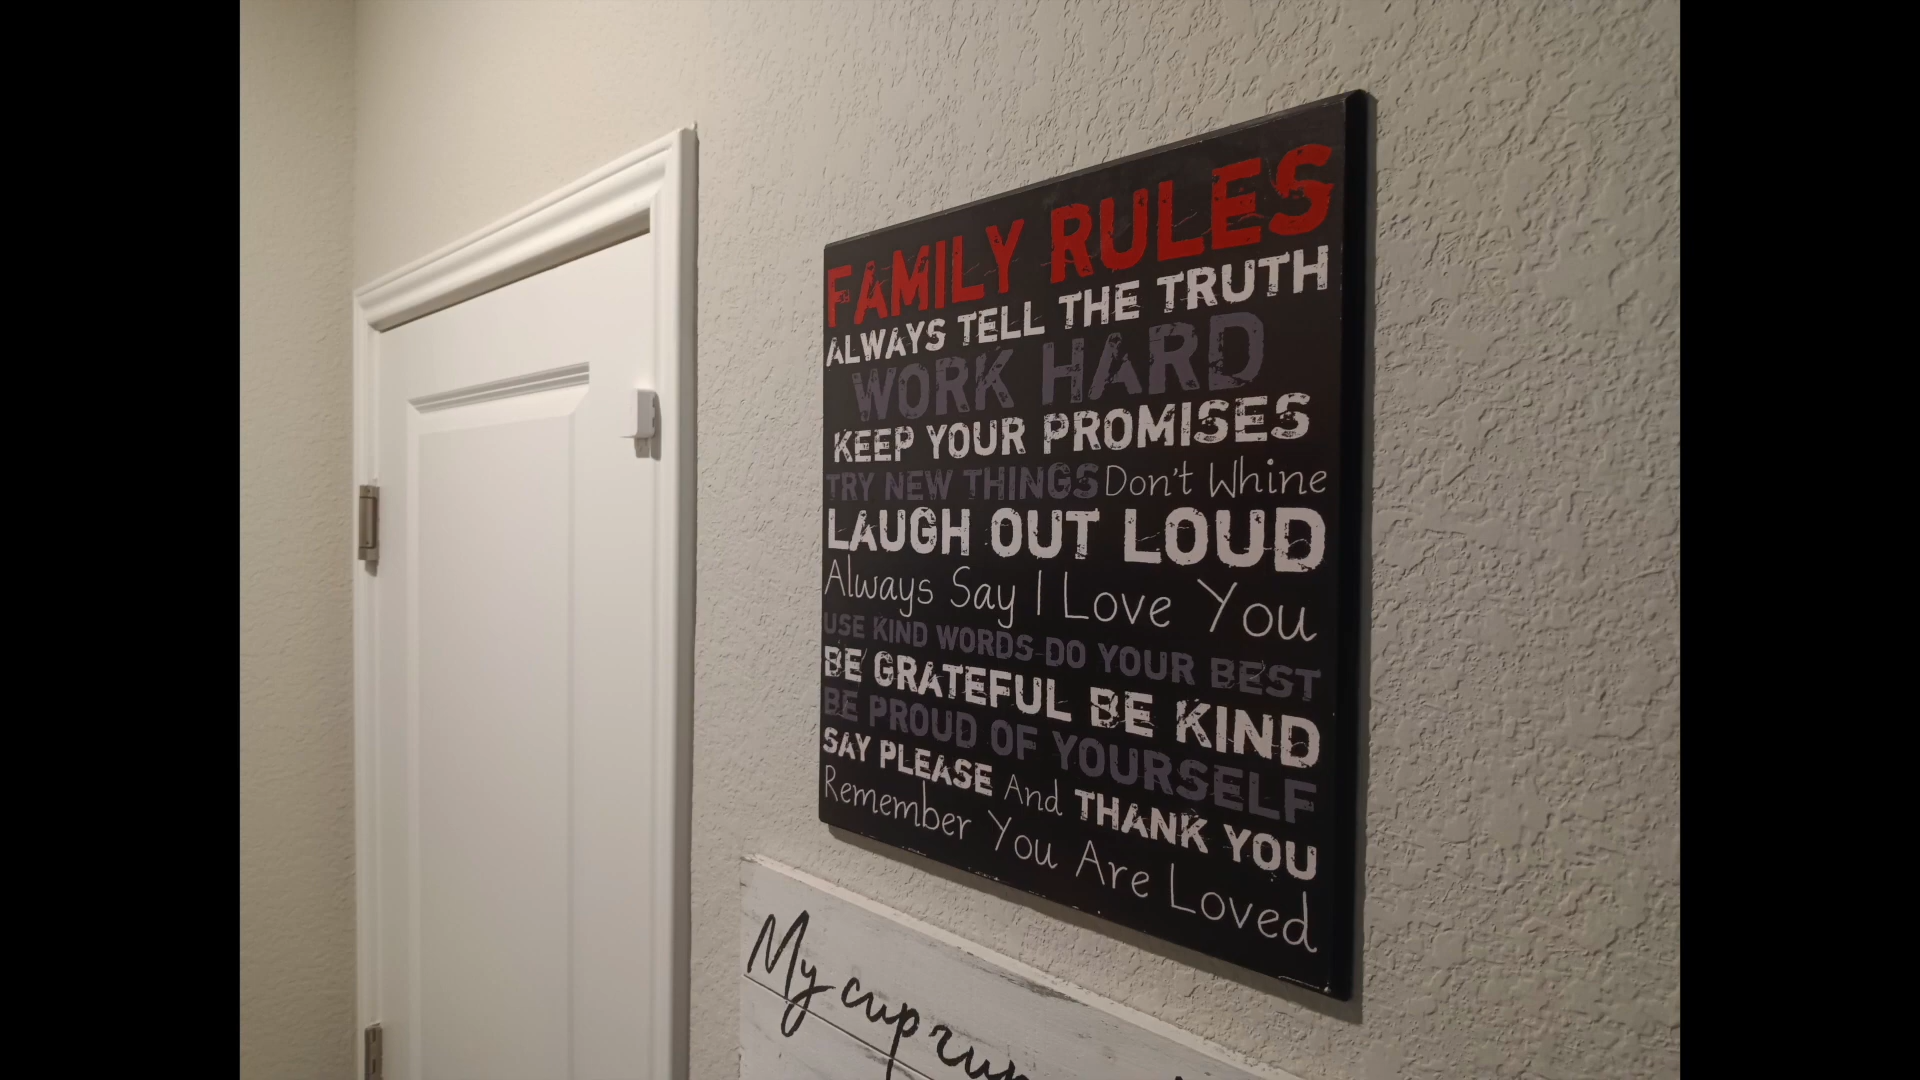 FAMILY RULES
ALWAYS TELL THE TRUTH
WORK HARD
KEEP YOUR PROMISES
TRY NEW THINGS Don't Whine
LAUGH OUT LOUD
Always Say I Love You
USE KIND WORDS-DO YOUR BEST
BE GRATEFUL BE KIND
BE PROUD OF YOURSELF
SAY PLEASE And THANK YOU
Remember You Are Loved
My cup